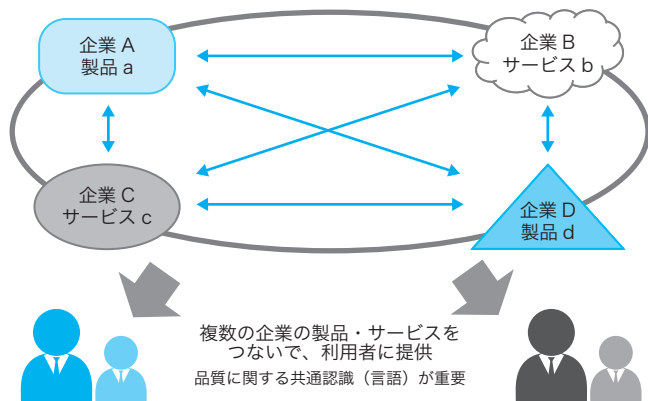 企業 A
製品 a
企業 B
サービス b
企業 C
サービス c
企業 D
製品 d
複数の企業の製品・サービスを
つないで、利用者に提供
品質に関する共通認識（言語）が重要